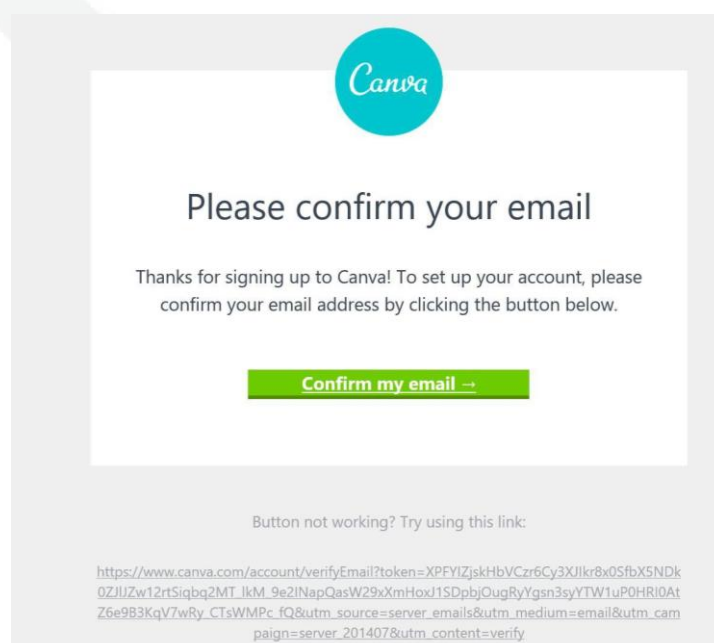 Canva
Please confirm your email
Thanks for signing up to Canva! To set up your account, please
confirm your email address by clicking the button below.
Confirm my email →
Button not working? Try using this link:
https://www.canva.com/account/verifyEmail?token=XPFYIZjskHbVCzr6Cy3XJIkr8x0SfbX5NDk
0ZJlJZw12rtSiqbq2MT_lkM_9e2INapQasW29xXmHoxJ1SDpbjOugRyYgsn3syYTW1uP0HRI0At
Z6e9B3KqV7wRy_CTsWMPc_fQ&utm_source=server_emails&utm_medium=email&utm_cam
paign=server_201407&utm_content=verify